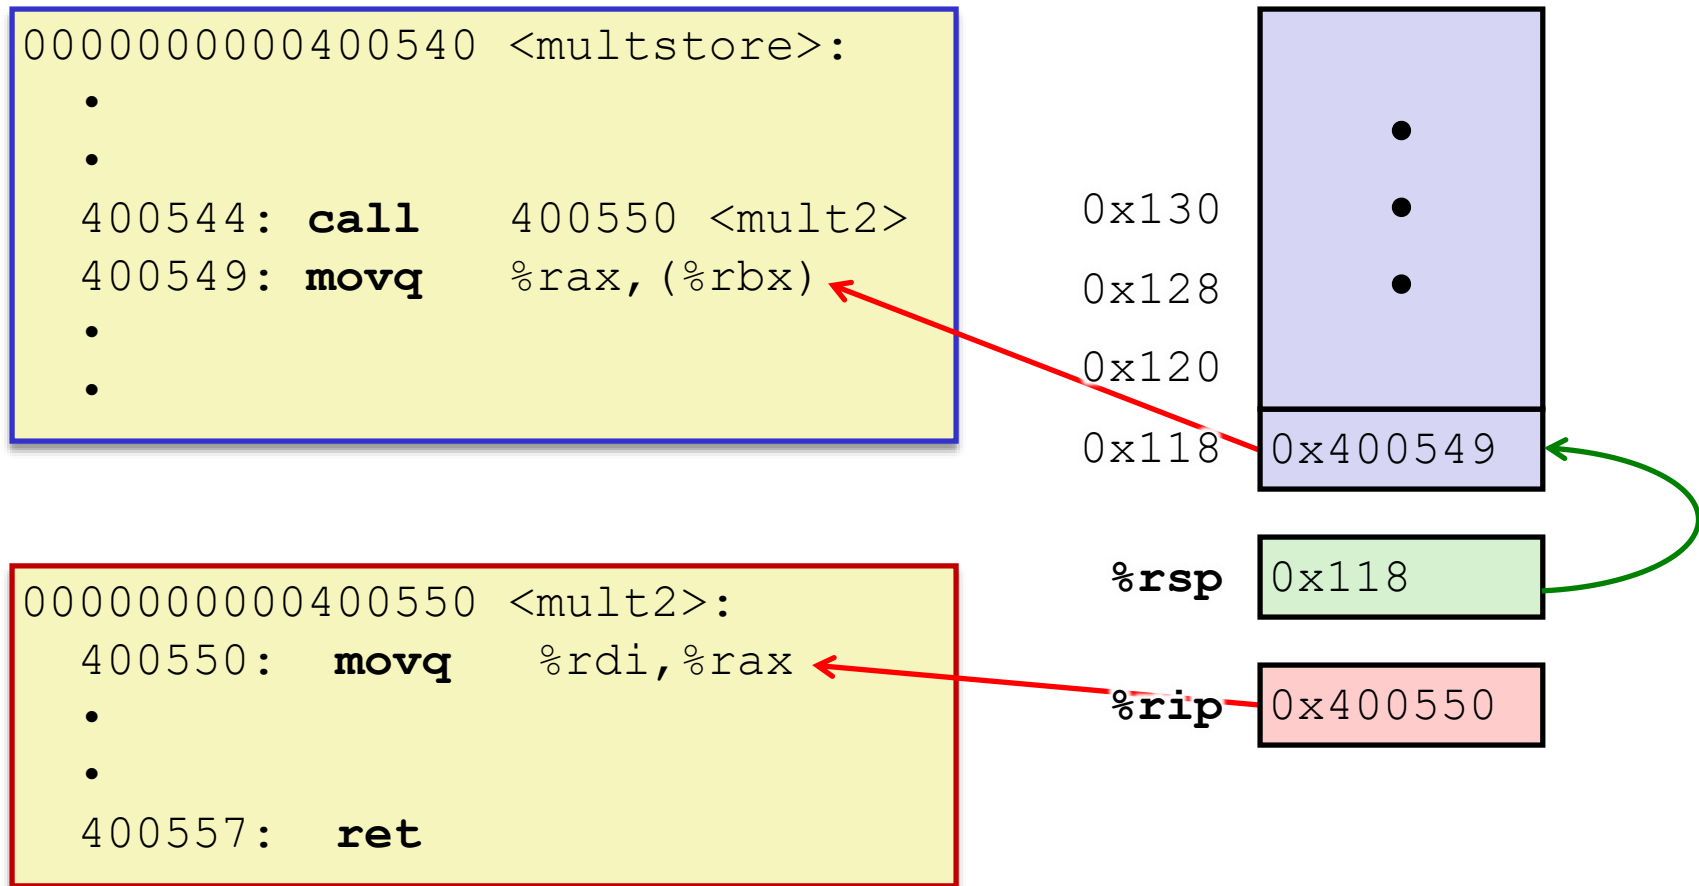 0000000000400540 <multstore>:
•
•
400544: call 400550 <mult2>
400549: movq %rax,(%rbx)
•
•
0000000000400550 <mult2>:
400550: movq %rdi,%rax
•
•
400557: ret
•
0x130 •
0x128 •
0x120
0x118 0x400549
%rsp 0x118
%rip 0x400550